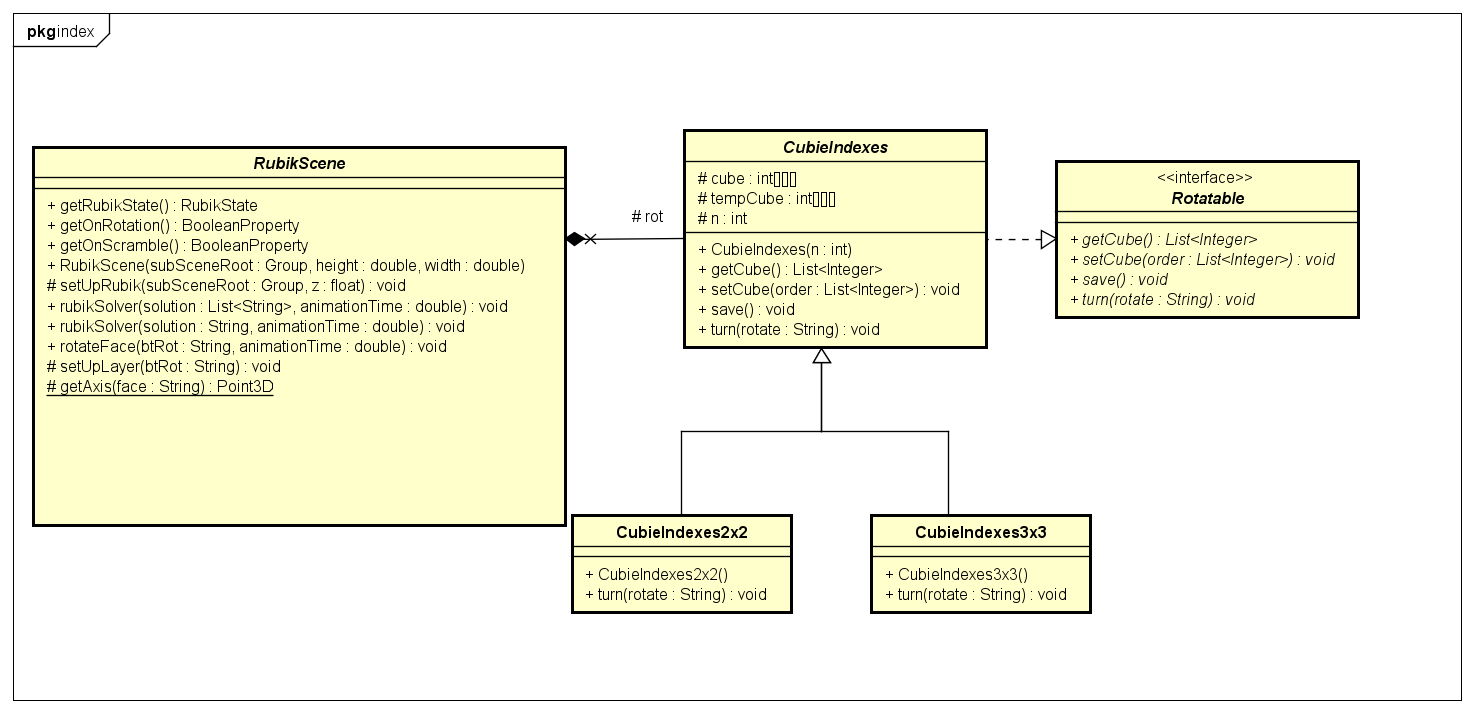 pkg index
RubikScene
+ getRubikState() : RubikState
+ getOnRotation() : BooleanProperty
+ getOnScramble() : BooleanProperty
+ RubikScene(subSceneRoot : Group, height : double, width : double)
# setUpRubik(subSceneRoot : Group, z : float) : void
+ rubikSolver(solution : List<String>, animationTime : double) : void
+ rubikSolver(solution : String, animationTime : double) : void
+ rotateFace(btRot : String, animationTime : double) : void
# setUpLayer(btRot : String) : void
# getAxis(face : String) : Point3D
# rot
CubieIndexes
# cube : int[][][]
# tempCube : int[][][]
# n : int
+ CubieIndexes(n : int)
+ getCube() : List<Integer>
+ setCube(order : List<Integer>) : void
+ save() : void
+ turn(rotate : String) : void
<<interface>>
Rotatable
+ getCube() : List<Integer>
+ setCube(order : List<Integer>) : void
+ save() : void
+ turn(rotate : String) : void
CubieIndexes2x2
+ CubieIndexes2x2()
+ turn(rotate : String) : void
CubieIndexes3x3
+ CubieIndexes3x3()
+ turn(rotate : String) : void